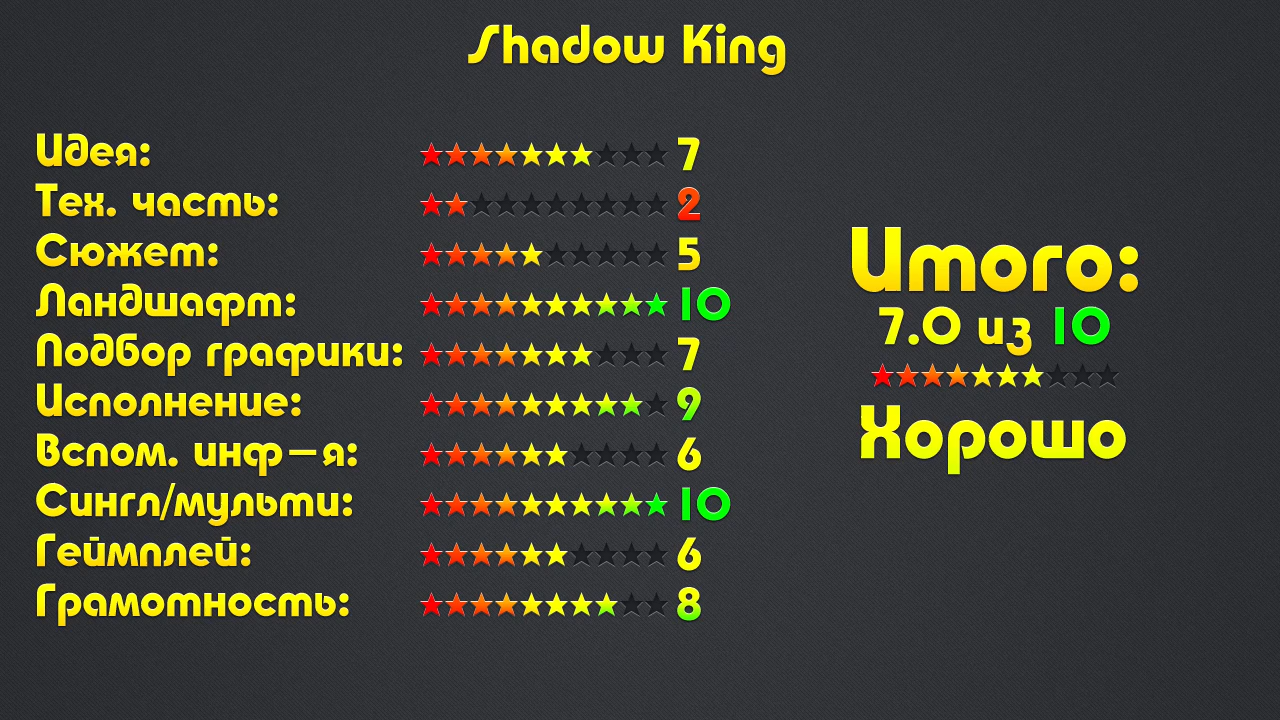 Shadow King
Идея: 7
Тех. часть: 2
Сюжет: 5
Ландшафт: 10
Подбор графики: 7
Исполнение: 9
Вспом. инф-я: 6
Сингл/мульти: 10
Геймплей: 6
Грамотность: 8
Итого:
7.0 из 10
Хорошо